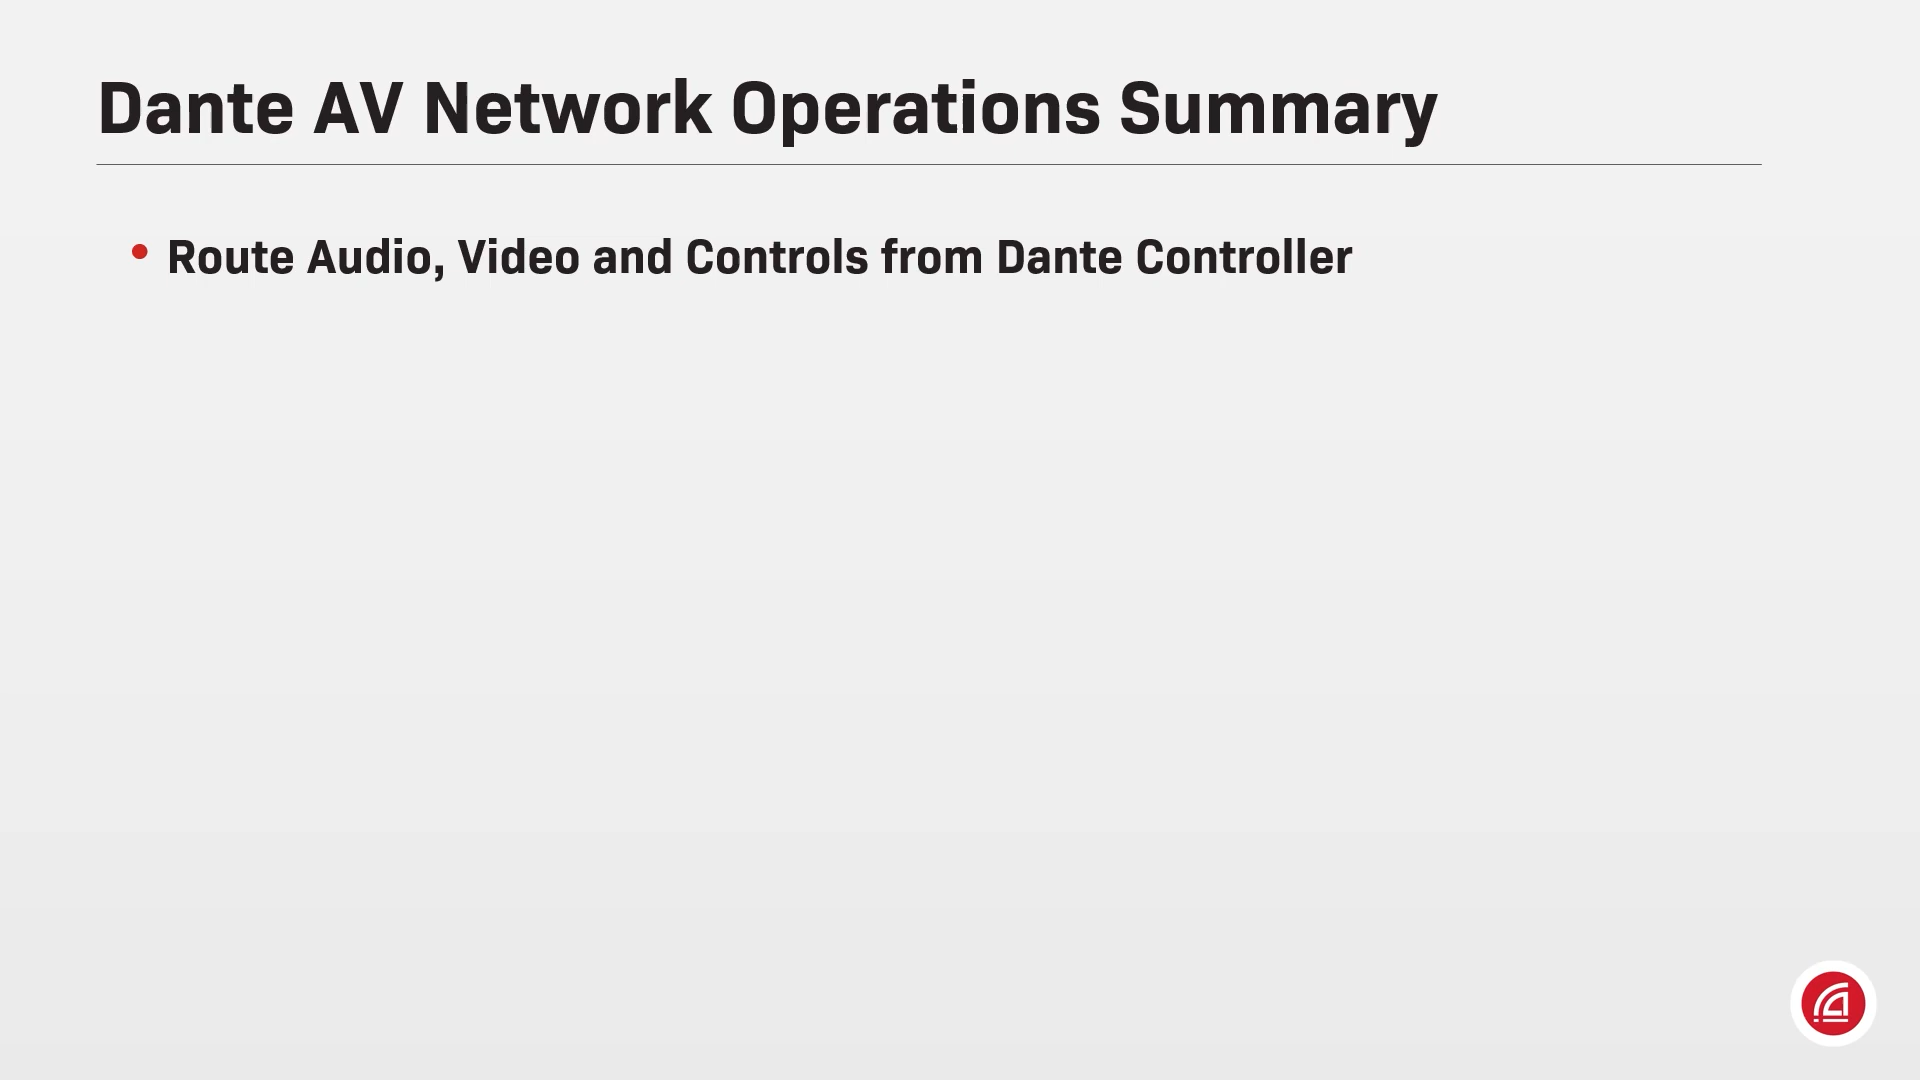 Dante AV Network Operations Summary
• Route Audio, Video and Controls from Dante Controller